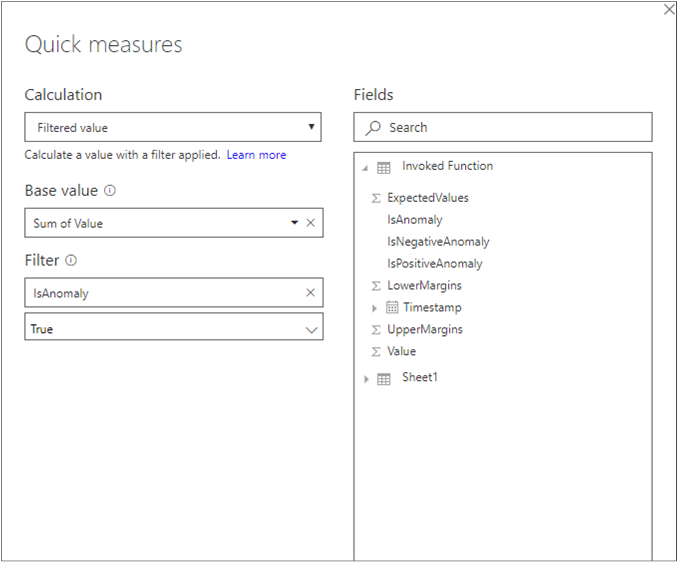 Quick measures
Calculation
Filtered value
Calculate a value with a filter applied. Learn more
Base value
Sum of Value
Filter
IsAnomaly
True
Fields
Search
Invoked Function
ExpectedValues
IsAnomaly
IsNegativeAnomaly
IsPositiveAnomaly
LowerMargins
Timestamp
UpperMargins
Value
Sheet1